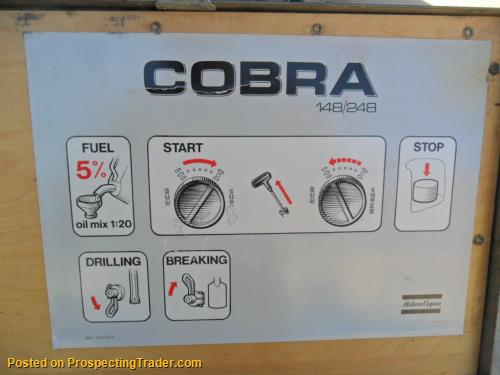 COBRA
148/248
FUEL
5%
oil mix 1:20
START
STOP
DRILLING
BREAKING
Atlas Copco
Posted on ProspectingTrader.com